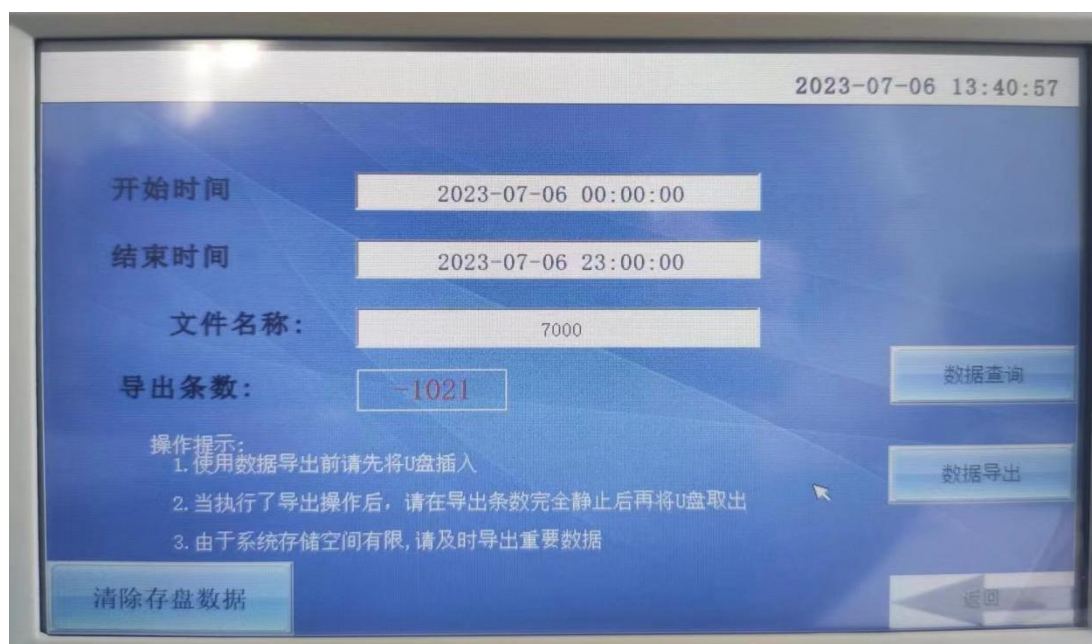 2023-07-06 13:40:57
开始时间 2023-07-06 00:00:00
结束时间 2023-07-06 23:00:00
文件名称: 7000
导出条数: -1021
数据查询
操作提示:
1.使用数据导出前请先将U盘插入
数据导出
2.当执行了导出操作后，请在导出条数完全静止后再将U盘取出
3.由于系统存储空间有限,请及时导出重要数据
清除存盘数据
返回